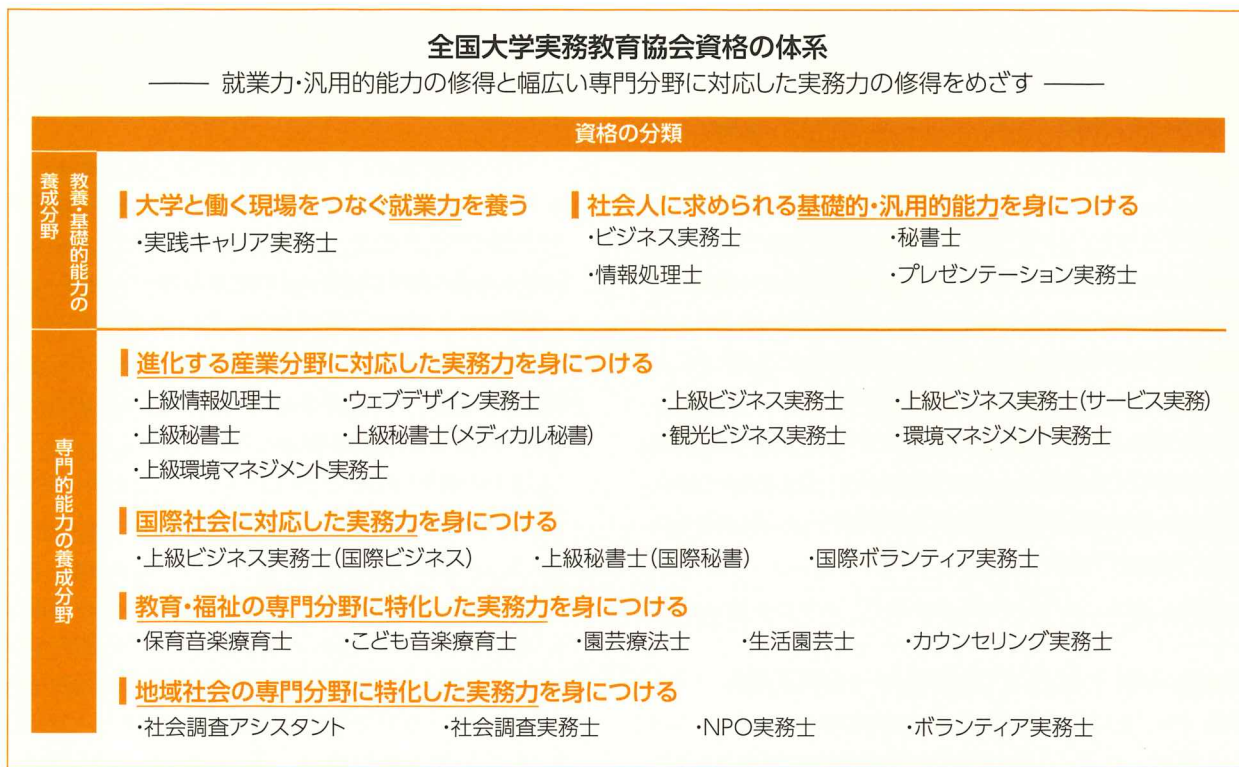 全国大学実務教育協会資格の体系
就業力・汎用的能力の修得と幅広い専門分野に対応した実務力の修得をめざす
資格の分類
教養・基礎的能力の
養成分野
大学と働く現場をつなぐ就業力を養う
・実践キャリア実務士
社会人に求められる基礎的・汎用的能力を身につける
・ビジネス実務士 ・秘書士
・情報処理士 ・プレゼンテーション実務士
専門的能力の養成分野
進化する産業分野に対応した実務力を身につける
・上級情報処理士 ・ウェブデザイン実務士 ・上級ビジネス実務士 ・上級ビジネス実務士(サービス実務)
・上級秘書士 ・上級秘書士(メディカル秘書) ・観光ビジネス実務士 ・環境マネジメント実務士
・上級環境マネジメント実務士
国際社会に対応した実務力を身につける
・上級ビジネス実務士(国際ビジネス) ・上級秘書士(国際秘書) ・国際ボランティア実務士
教育・福祉の専門分野に特化した実務力を身につける
・保育音楽療育士 ・こども音楽療育士 ・園芸療法士 ・生活園芸士 ・カウンセリング実務士
地域社会の専門分野に特化した実務力を身につける
・社会調査アシスタント ・社会調査実務士 ・NPO実務士 ・ボランティア実務士